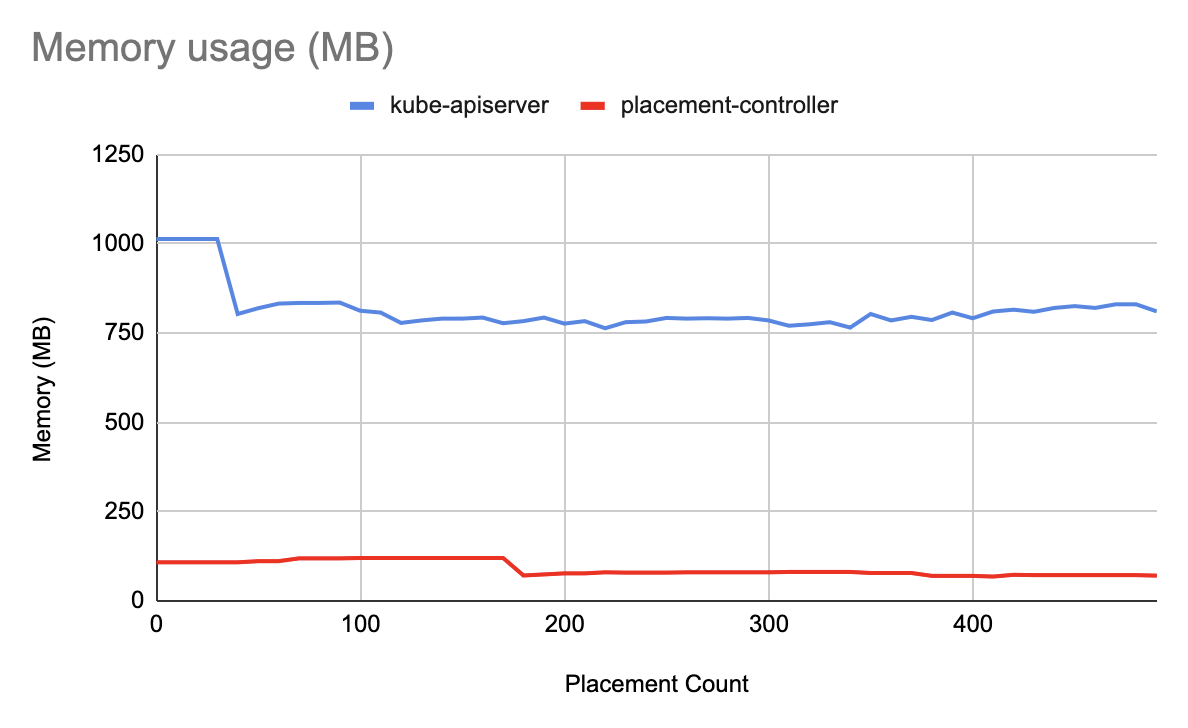 Memory usage (MB)
kube-apiserver placement-controller
1250
1000
750
500
250
0
Memory (MB)
0 100 200 300 400
Placement Count